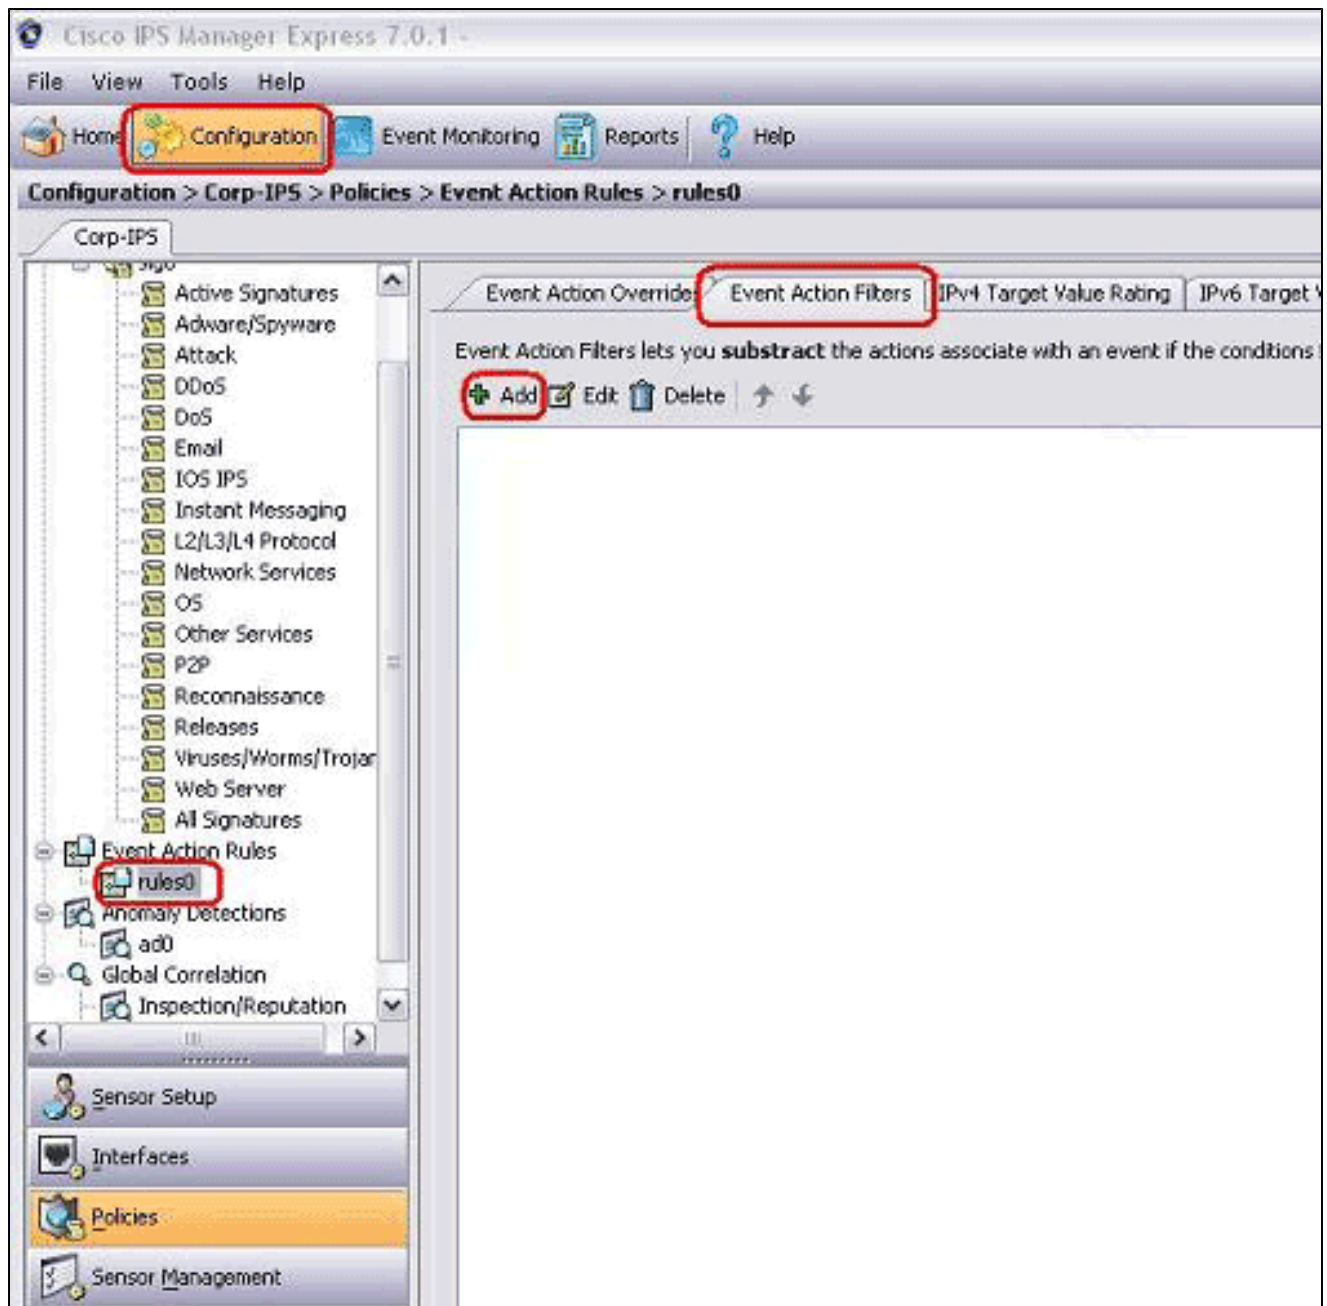 Cisco IPS Manager Express 7.0.1 -
File View Tools Help
Home Configuration Event Monitoring Reports Help
Configuration > Corp-IPS > Policies > Event Action Rules > rules0
Corp-IPS
sig0
Active Signatures
Adware/Spyware
Attack
DDoS
DoS
Email
IOS IPS
Instant Messaging
L2/L3/L4 Protocol
Network Services
OS
Other Services
P2P
Reconnaissance
Releases
Viruses/Worms/Trojan
Web Server
All Signatures
Event Action Rules
rules0
Anomaly Detections
ad0
Global Correlation
Inspection/Reputation
Sensor Setup
Interfaces
Policies
Sensor Management
Event Action Override Event Action Filters IPv4 Target Value Rating IPv6 Target V
Event Action Filters lets you substract the actions associate with an event if the conditions
Add Edit Delete